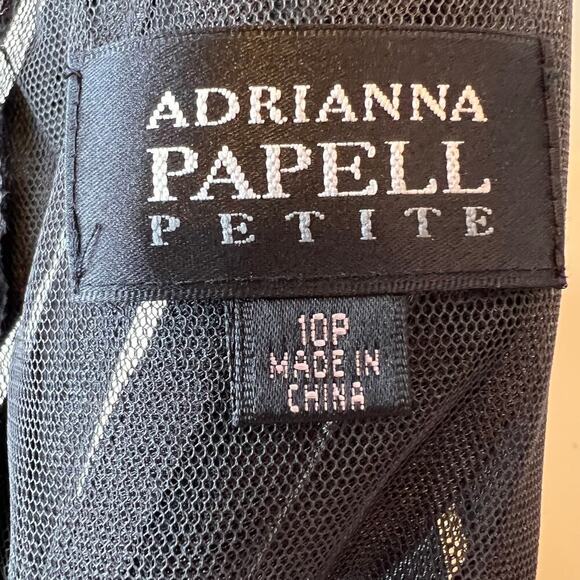 ADRIANNA
PAPELL
PETITE
10P
MADE IN
CHINA